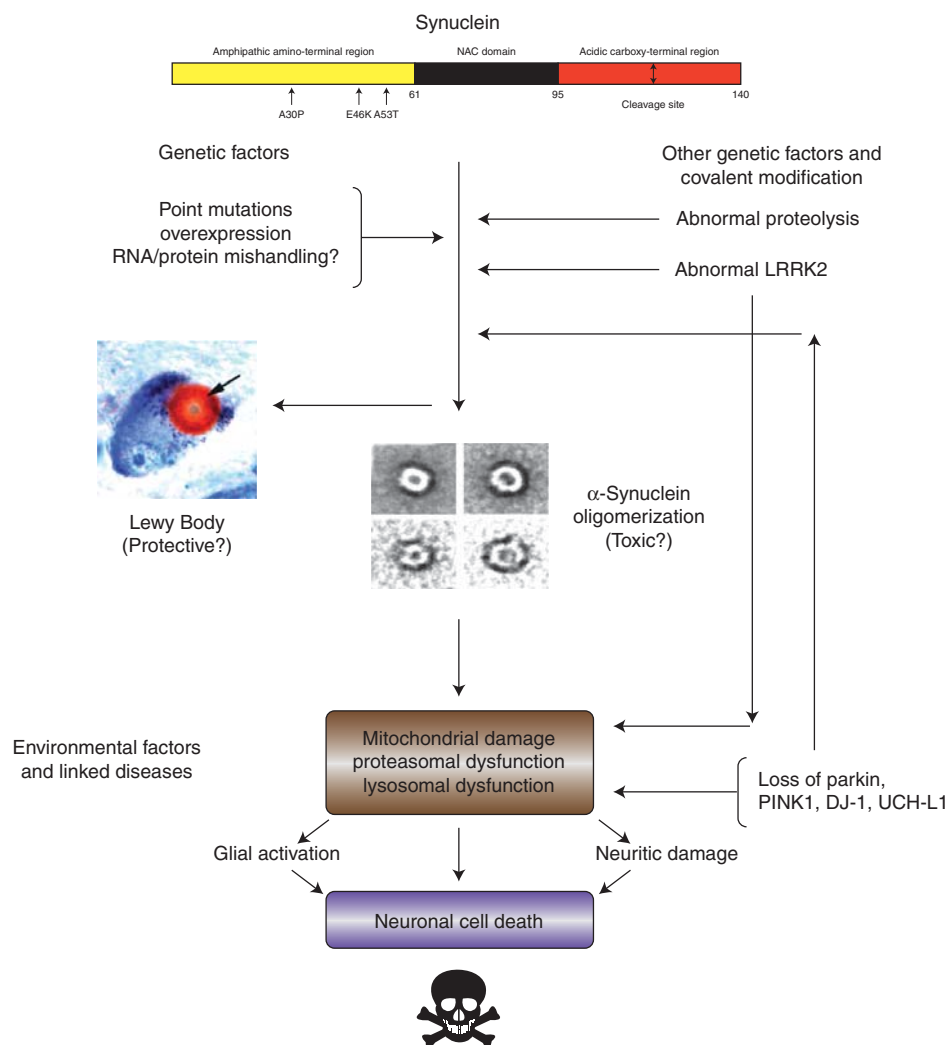 Synuclein
Amphipathic amino-terminal region
NAC domain
Acidic carboxy-terminal region
61
95
140
A30P
E46K
A53T
Cleavage site
Genetic factors
Other genetic factors and
covalent modification
Point mutations
overexpression
RNA/protein mishandling?
Abnormal proteolysis
Abnormal LRRK2
Lewy Body
(Protective?)
α-Synuclein
oligomerization
(Toxic?)
Environmental factors
and linked diseases
Mitochondrial damage
proteasomal dysfunction
lysosomal dysfunction
Loss of parkin,
PINK1, DJ-1, UCH-L1
Glial activation
Neuritic damage
Neuronal cell death